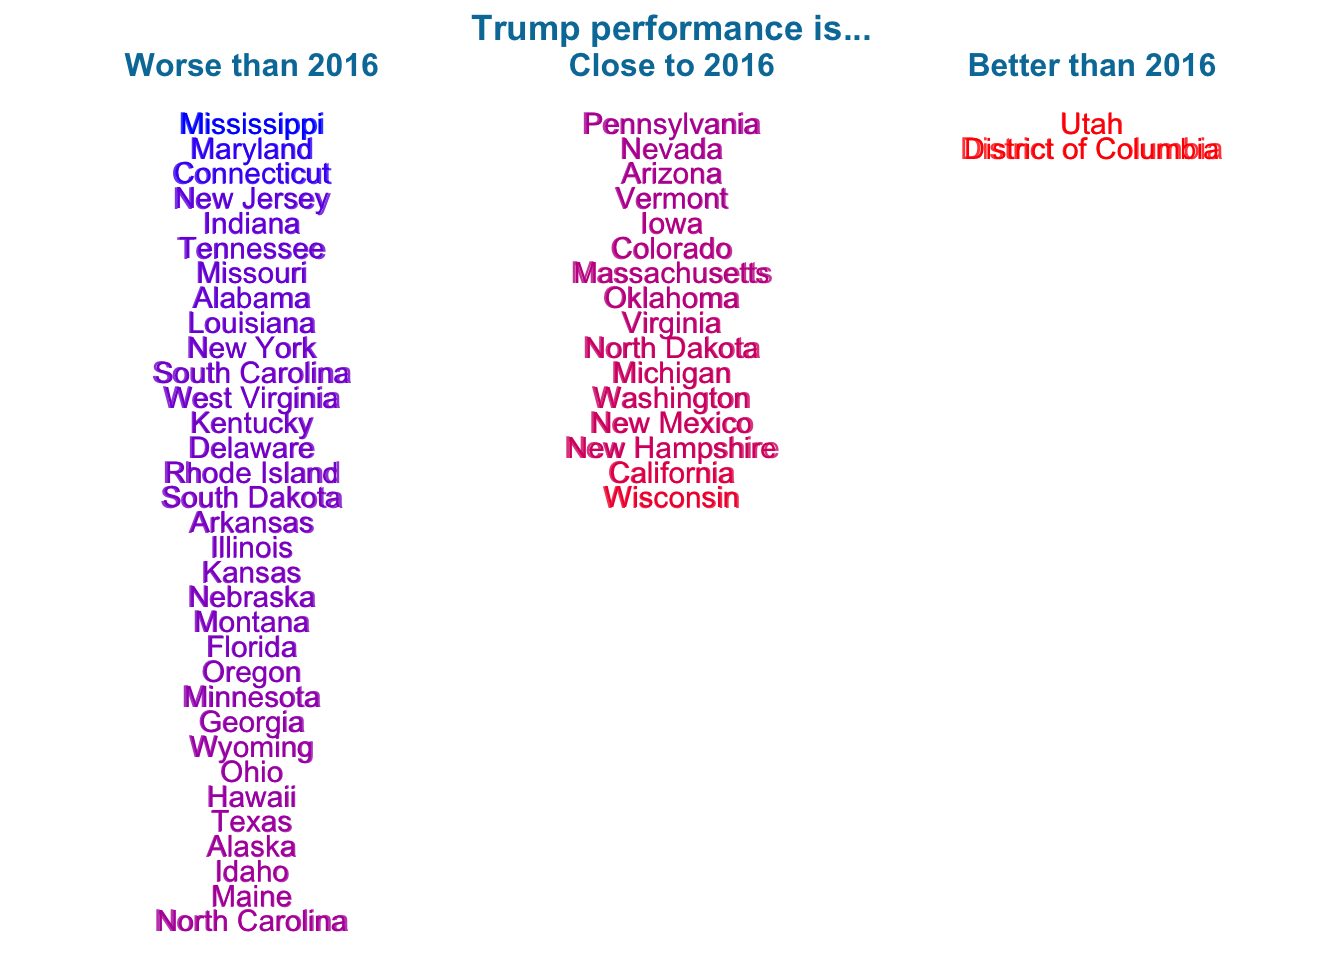 Trump performance is...
Worse than 2016
Mississippi
Maryland
Connecticut
New Jersey
Indiana
Tennessee
Missouri
Alabama
Louisiana
New York
South Carolina
West Virginia
Kentucky
Delaware
Rhode Island
South Dakota
Arkansas
Illinois
Kansas
Nebraska
Montana
Florida
Oregon
Minnesota
Georgia
Wyoming
Ohio
Hawaii
Texas
Alaska
Idaho
Maine
North Carolina
Close to 2016
Pennsylvania
Nevada
Arizona
Vermont
Iowa
Colorado
Massachusetts
Oklahoma
Virginia
North Dakota
Michigan
Washington
New Mexico
New Hampshire
California
Wisconsin
Better than 2016
Utah
District of Columbia